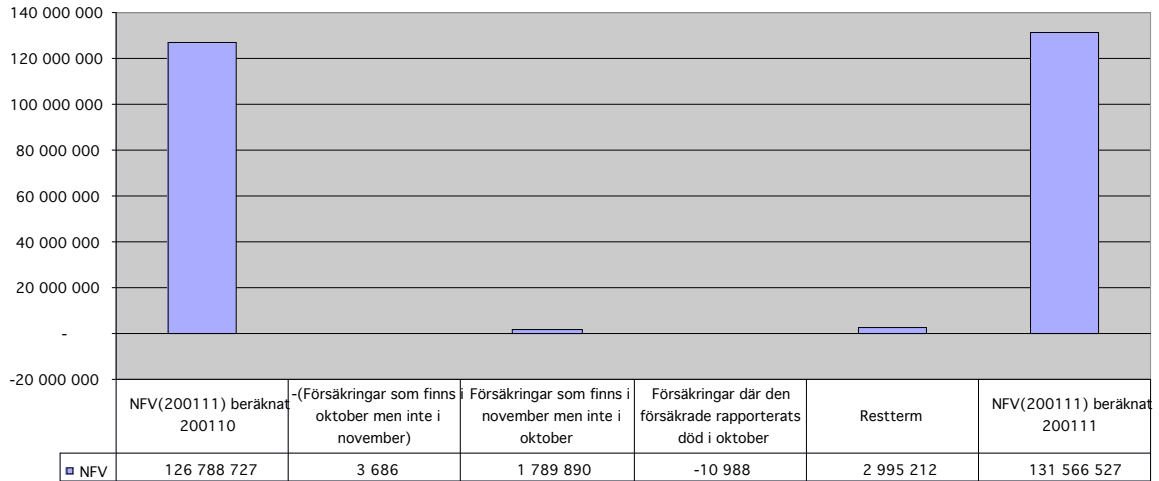 140 000 000
120 000 000
100 000 000
80 000 000
60 000 000
40 000 000
20 000 000
-
-20 000 000
NFV(200111) beräknat
200110
-(Försäkringar som finns i
oktober men inte i
november)
Försäkringar som finns i
november men inte i
oktober
Försäkringar där den
försäkrade rapporterats
död i oktober
Restterm
NFV(200111) beräknat
200111
NFV 126 788 727 3 686 1 789 890 -10 988 2 995 212 131 566 527